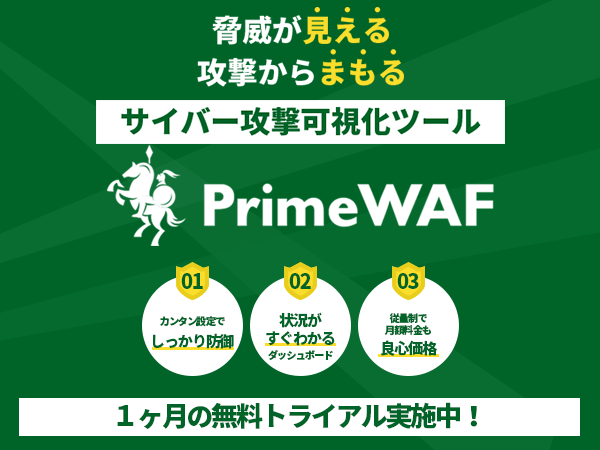 脅威が見える
攻撃からまもる
サイバー攻撃可視化ツール
PrimeWAF
01
カンタン設定で
しっかり防御
02
状況が
すぐわかる
ダッシュボード
03
従量制で
月額料金も
良心価格
1ヶ月の無料トライアル実施中！